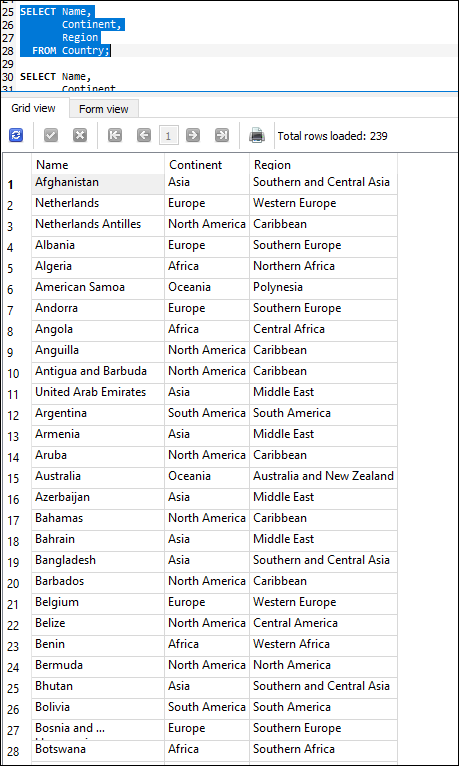 24
25 SELECT Name,
26 Continent,
27 Region
28 FROM Country;
29
30 SELECT Name,
31 Continent
Grid view Form view
1 Total rows loaded: 239
Name Continent Region
1 Afghanistan Asia Southern and Central Asia
2 Netherlands Europe Western Europe
3 Netherlands Antilles North America Caribbean
4 Albania Europe Southern Europe
5 Algeria Africa Northern Africa
6 American Samoa Oceania Polynesia
7 Andorra Europe Southern Europe
8 Angola Africa Central Africa
9 Anguilla North America Caribbean
10 Antigua and Barbuda North America Caribbean
11 United Arab Emirates Asia Middle East
12 Argentina South America South America
13 Armenia Asia Middle East
14 Aruba North America Caribbean
15 Australia Oceania Australia and New Zealand
16 Azerbaijan Asia Middle East
17 Bahamas North America Caribbean
18 Bahrain Asia Middle East
19 Bangladesh Asia Southern and Central Asia
20 Barbados North America Caribbean
21 Belgium Europe Western Europe
22 Belize North America Central America
23 Benin Africa Western Africa
24 Bermuda North America North America
25 Bhutan Asia Southern and Central Asia
26 Bolivia South America South America
27 Bosnia and ... Europe Southern Europe
28 Botswana Africa Southern Africa